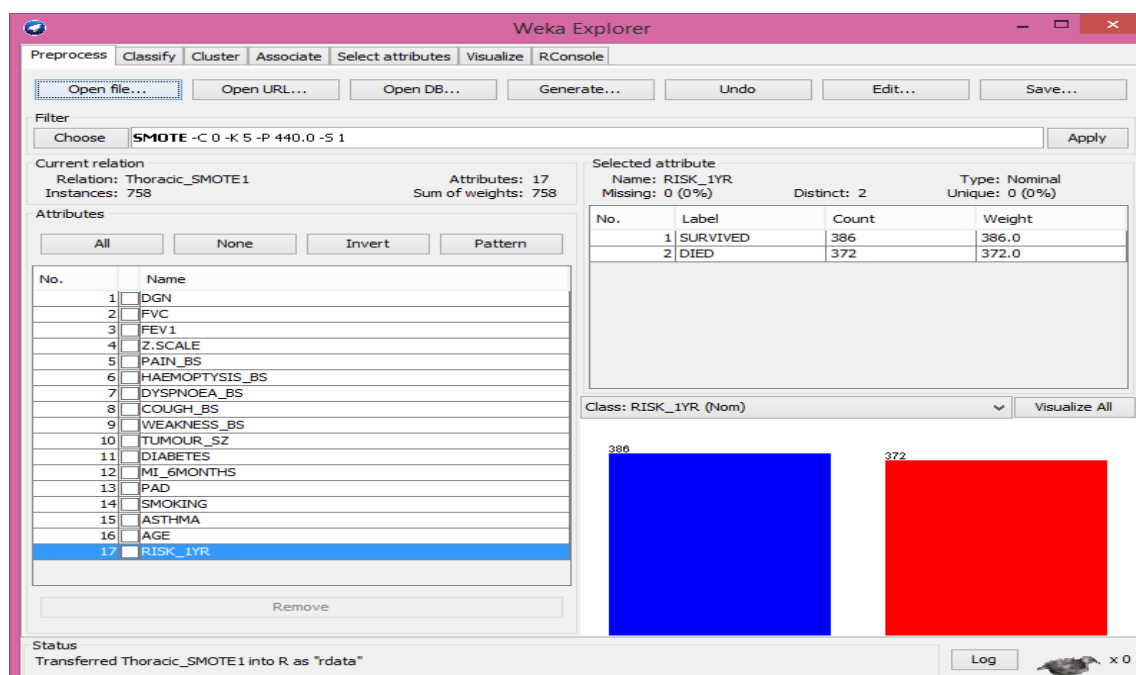 Weka Explorer
Preprocess Classify Cluster Associate Select attributes Visualize RConsole
Open file... Open URL... Open DB... Generate... Undo Edit... Save...
Filter
Choose SMOTE -C 0 -K 5 -P 440.0 -S 1 Apply
Current relation
Relation: Thoracic_SMOTE1 Attributes: 17
Instances: 758 Sum of weights: 758
Attributes
All None Invert Pattern
No. Name
1 DGN
2 FVC
3 FEV1
4 Z.SCALE
5 PAIN_BS
6 HAEMOPTYSIS_BS
7 DYSPNOEA_BS
8 COUGH_BS
9 WEAKNESS_BS
10 TUMOUR_SZ
11 DIABETES
12 MI_6MONTHS
13 PAD
14 SMOKING
15 ASTHMA
16 AGE
17 RISK_1YR
Remove
Selected attribute
Name: RISK_1YR Type: Nominal
Missing: 0 (0%) Distinct: 2 Unique: 0 (0%)
No. Label Count Weight
1 SURVIVED 386 386.0
2 DIED 372 372.0
Class: RISK_1YR (Nom) Visualize All
386
372
Status
Transferred Thoracic_SMOTE1 into R as "rdata" Log x 0